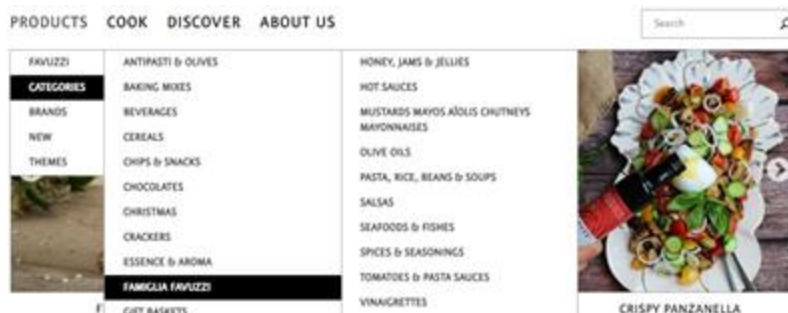 PRODUCTS COOK DISCOVER ABOUT US
Search
FAVUZZI
CATEGORIES
BRANDS
NEW
THEMES
ANTIPASTI & OLIVES
BAKING MIXES
BEVERAGES
CEREALS
CHIPS & SNACKS
CHOCOLATES
CHRISTMAS
CRACKERS
ESSENCE & AROMA
FAMIGLIA FAVUZZI
GIFT BASKETS
HONEY, JAMS & JELLIES
HOT SAUCES
MUSTARDS MAYOS AÏOLIS CHUTNEYS
MAYONNAISES
OLIVE OILS
PASTA, RICE, BEANS & SOUPS
SALSAS
SEAFOODS & FISHES
SPICES & SEASONINGS
TOMATOES & PASTA SAUCES
VINAIGRETTES
CRISPY PANZANELLA